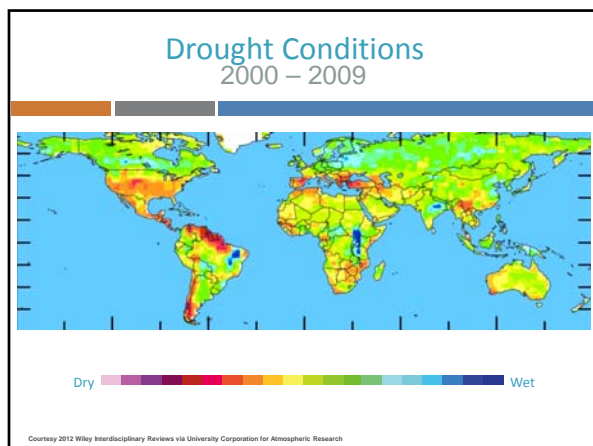 Drought Conditions
2000 – 2009
Dry Wet
Courtesy 2012 Wiley Interdisciplinary Reviews via University Corporation for Atmospheric Research